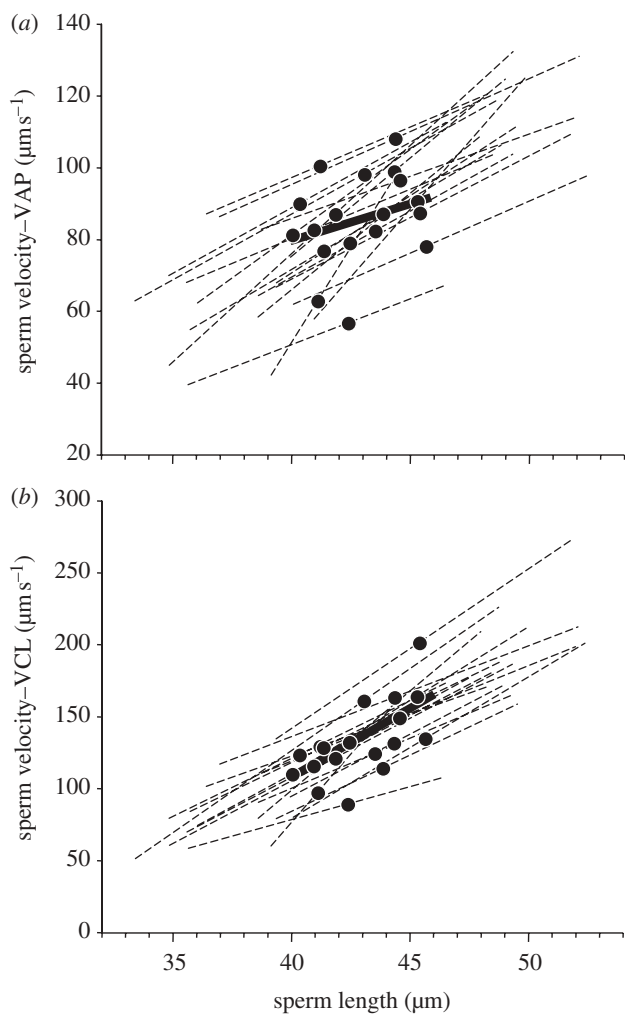 (a) 140
120
100
80
60
40
20
sperm velocity–VAP (µm s⁻¹)
(b) 300
250
200
150
100
50
0
sperm velocity–VCL (µm s⁻¹)
35 40 45 50
sperm length (µm)